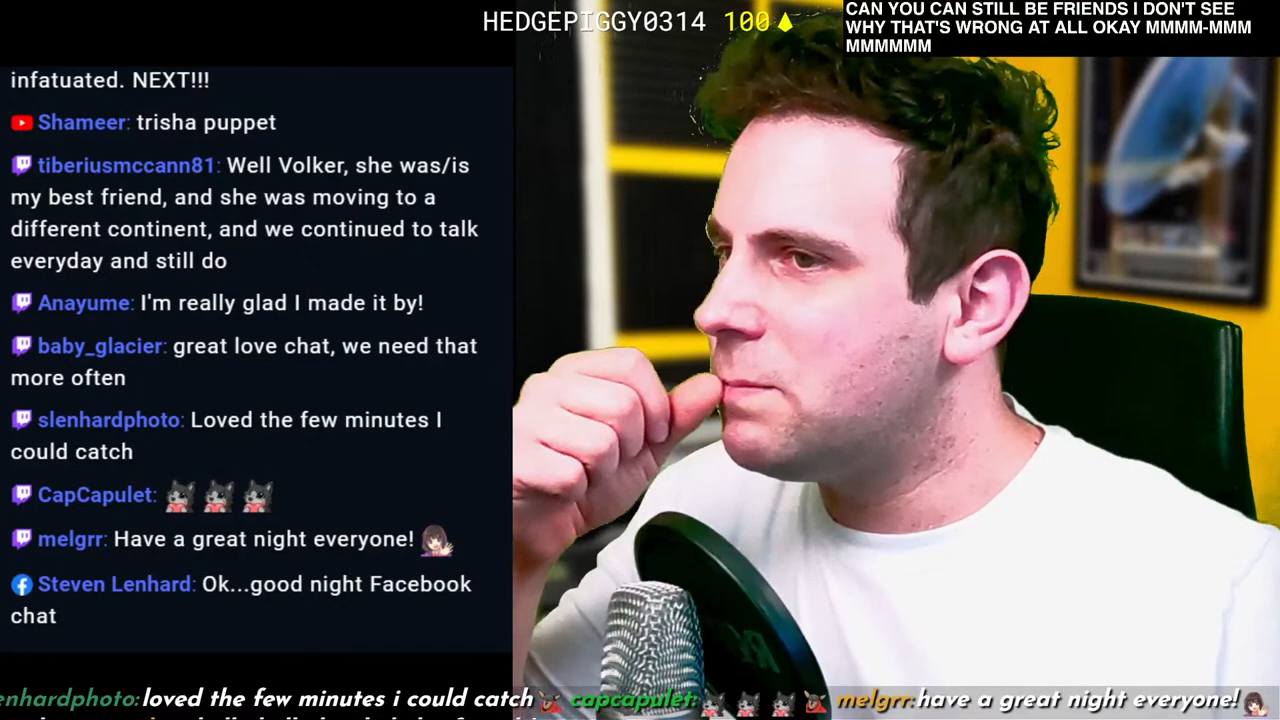 HEDGEPIGGY0314 100
CAN YOU CAN STILL BE FRIENDS I DON'T SEE
WHY THAT'S WRONG AT ALL OKAY MMMM-MMM
MMMMMM
infatuated. NEXT!!!
Shameer: trisha puppet
tiberiusmccann81: Well Volker, she was/is
my best friend, and she was moving to a
different continent, and we continued to talk
everyday and still do
Anayume: I'm really glad I made it by!
baby_glacier: great love chat, we need that
more often
slenhardphoto: Loved the few minutes I
could catch
CapCapulet:
melgrr: Have a great night everyone!
Steven Lenhard: Ok...good night Facebook
chat
enhardphoto: loved the few minutes i could catch capcapulet: melgrr: have a great night everyone!